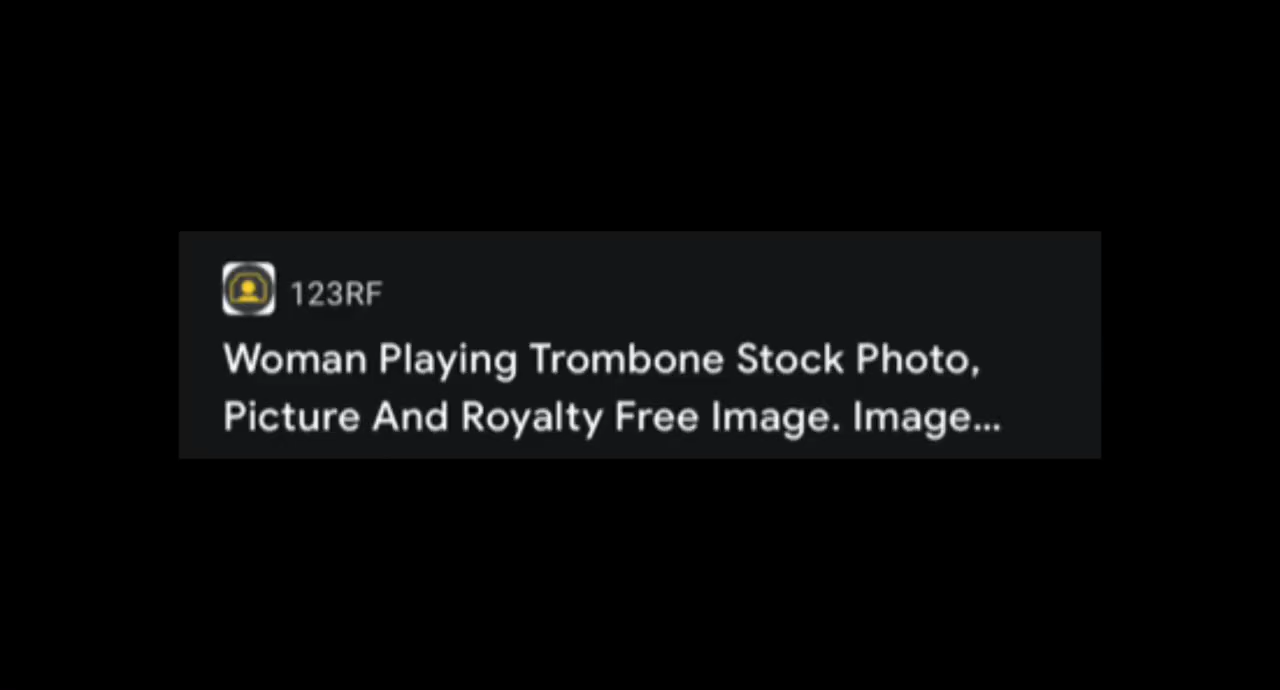 123RF
Woman Playing Trombone Stock Photo,
Picture And Royalty Free Image. Image...